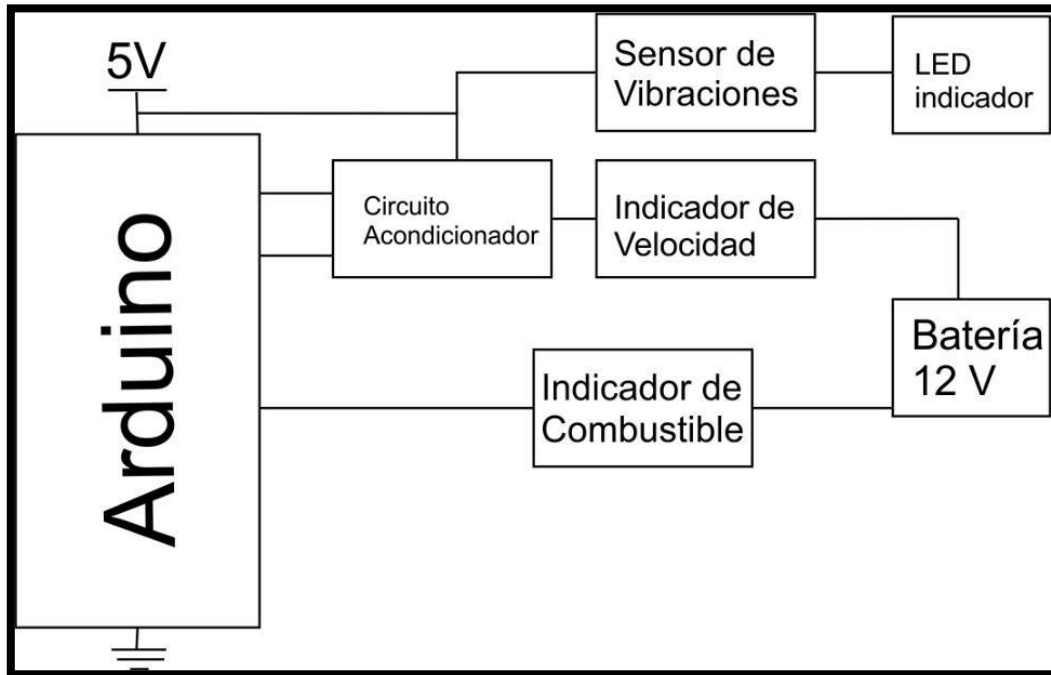 5V
Arduino
Circuito
Acondicionador
Sensor de
Vibraciones
LED
indicador
Indicador de
Velocidad
Batería
12 V
Indicador de
Combustible